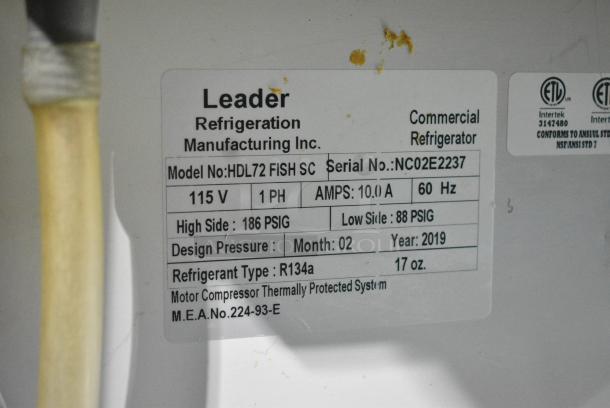 Leader
Refrigeration
Manufacturing Inc.
Commercial
Refrigerator
Model No:HDL72 FISH SC Serial No.:NC02E2237
115 V 1 PH AMPS: 10.0 A 60 Hz
High Side : 186 PSIG Low Side : 88 PSIG
Design Pressure : Month: 02 Year: 2019
Refrigerant Type : R134a 17 oz.
Motor Compressor Thermally Protected System
M.E.A.No.224-93-E
ETL
Intertek
3147480
CONFORMS TO ANSI/UL
NSF/ANSI STD 7